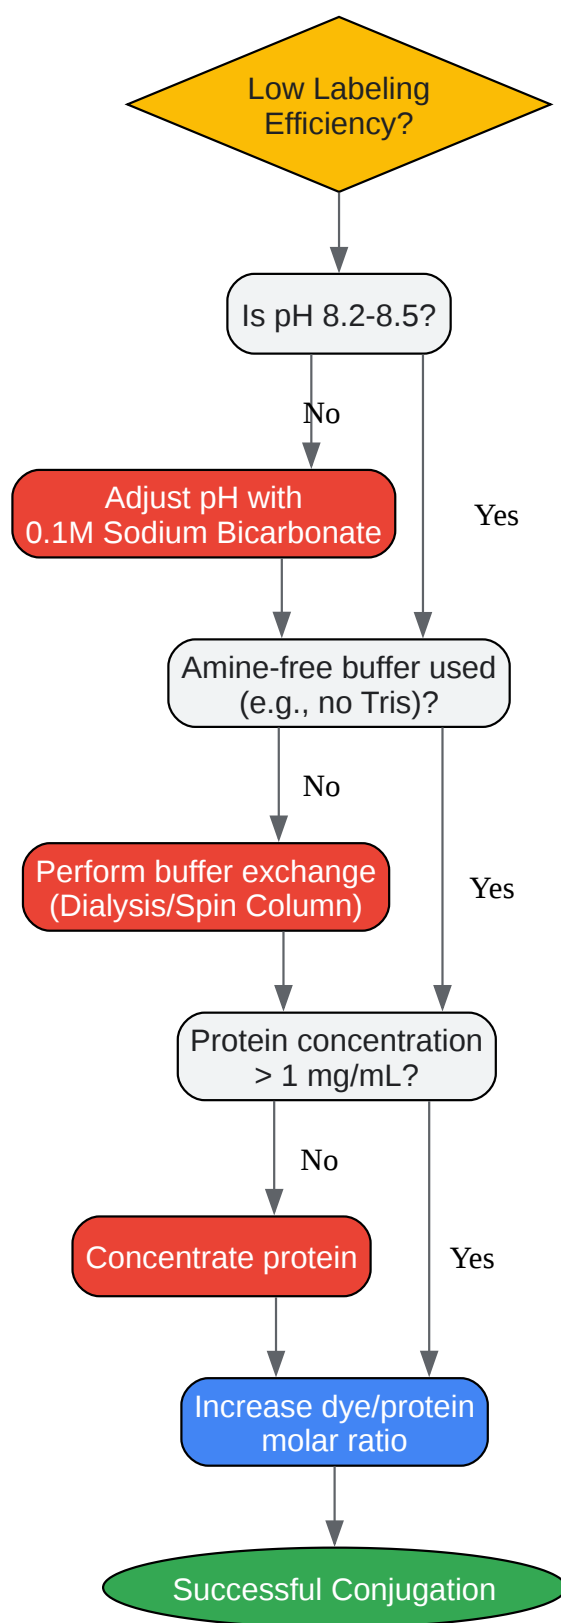 Low Labeling
Efficiency?
Is pH 8.2-8.5?
No
Adjust pH with
0.1M Sodium Bicarbonate
Yes
Amine-free buffer used
(e.g., no Tris)?
No
Perform buffer exchange
(Dialysis/Spin Column)
Yes
Protein concentration
> 1 mg/mL?
No
Concentrate protein
Yes
Increase dye/protein
molar ratio
Successful Conjugation